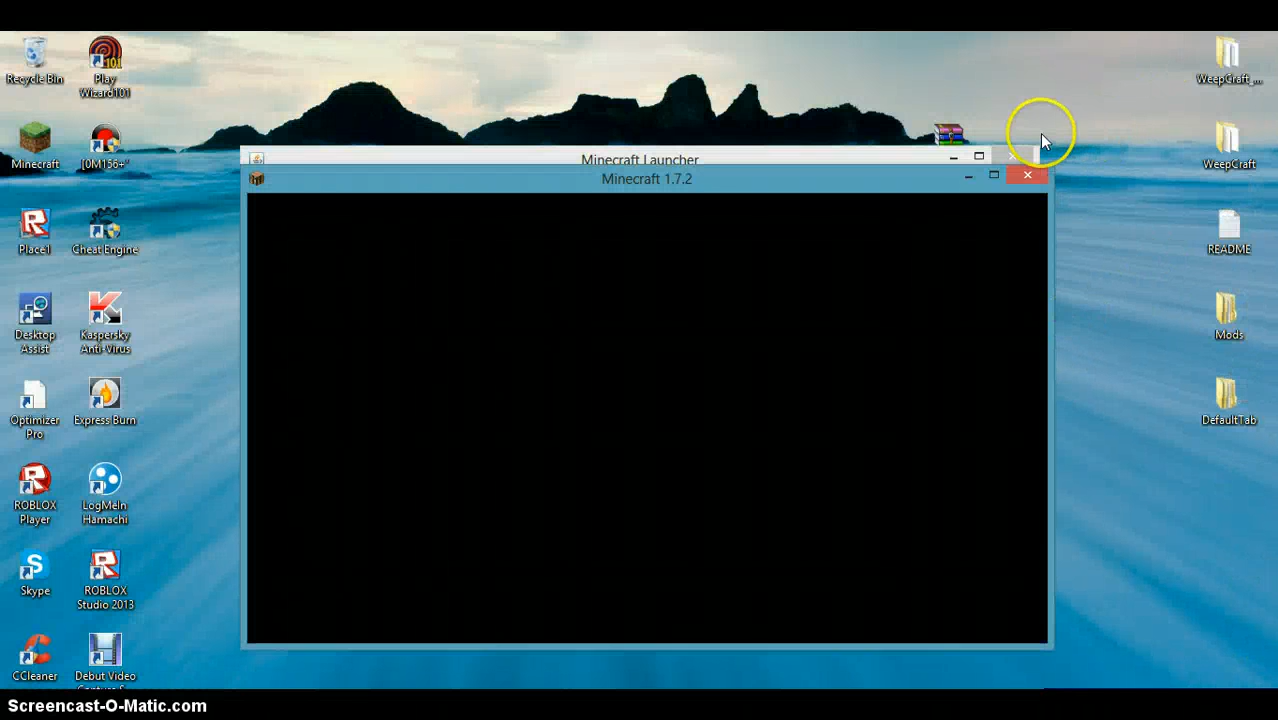 Recycle Bin
Play
Wizard101
Minecraft
[0M156+"
Place1
Cheat Engine
Desktop
Assist
Kaspersky
Anti-Virus
Optimizer
Pro
Express Burn
ROBLOX
Player
LogMeIn
Hamachi
Skype
ROBLOX
Studio 2013
CCleaner
Debut Video
Minecraft Launcher
Minecraft 1.7.2
WeepCraft_...
WeepCraft
README
Mods
DefaultTab
Screencast-O-Matic.com